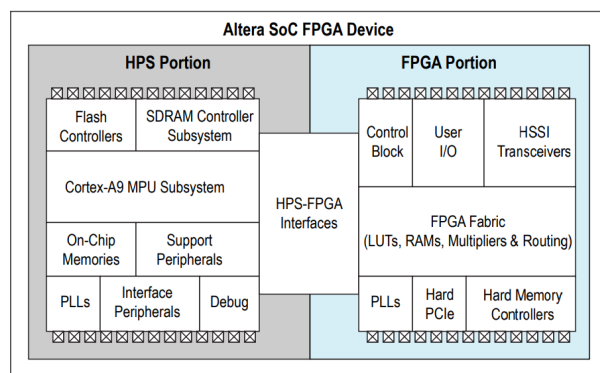 Altera SoC FPGA Device
HPS Portion
FPGA Portion
Flash
Controllers
SDRAM Controller
Subsystem
Cortex-A9 MPU Subsystem
On-Chip
Memories
Support
Peripherals
PLLs
Interface
Peripherals
Debug
HPS-FPGA
Interfaces
Control
Block
User
I/O
HSSI
Transceivers
FPGA Fabric
(LUTs, RAMs, Multipliers & Routing)
PLLs
Hard
PCIe
Hard Memory
Controllers